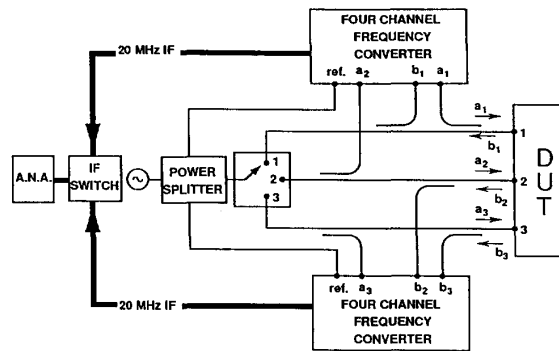 FOUR CHANNEL
FREQUENCY
CONVERTER
20 MHz IF
ref. a2 b1 a1
a1
1
b1
A.N.A.
IF
SWITCH
POWER
SPLITTER
1
2
3
a2
2
b2
a3
3
b3
DUT
ref. a3 b2 b3
20 MHz IF
FOUR CHANNEL
FREQUENCY
CONVERTER